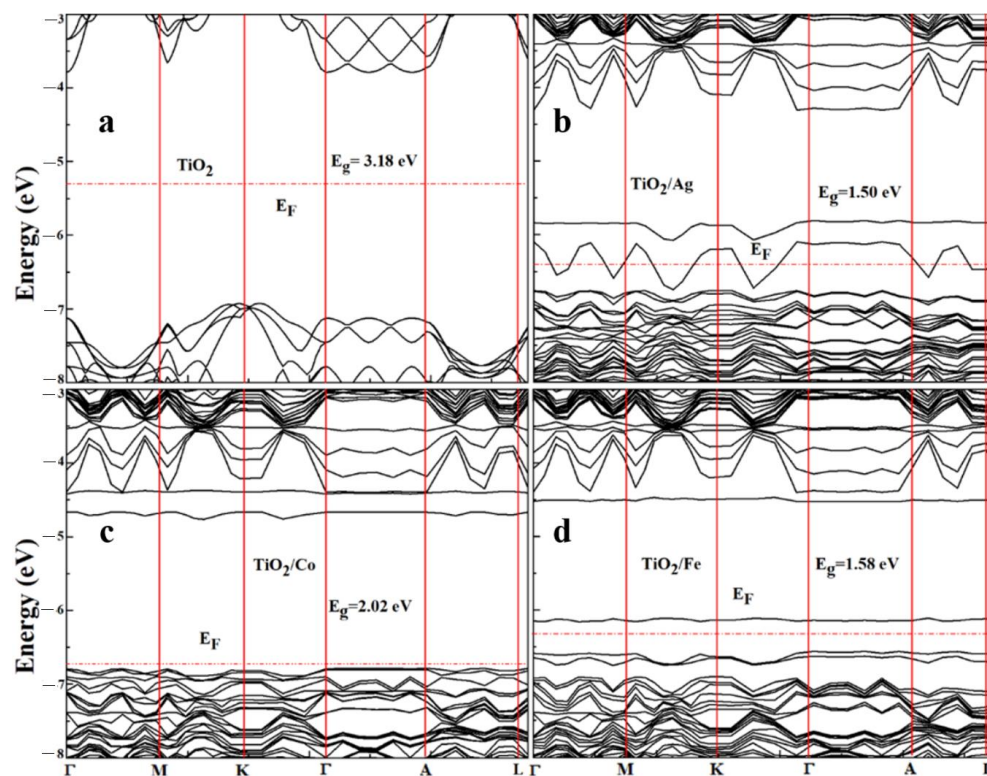 −3
−4
−5
−6
−7
−8
Energy (eV)
a
TiO2
Eg= 3.18 eV
EF
b
TiO2/Ag
Eg=1.50 eV
EF
−3
−4
−5
−6
−7
−8
Energy (eV)
c
TiO2/Co
Eg=2.02 eV
EF
d
TiO2/Fe
Eg=1.58 eV
EF
Γ M K Γ A L Γ M K Γ A